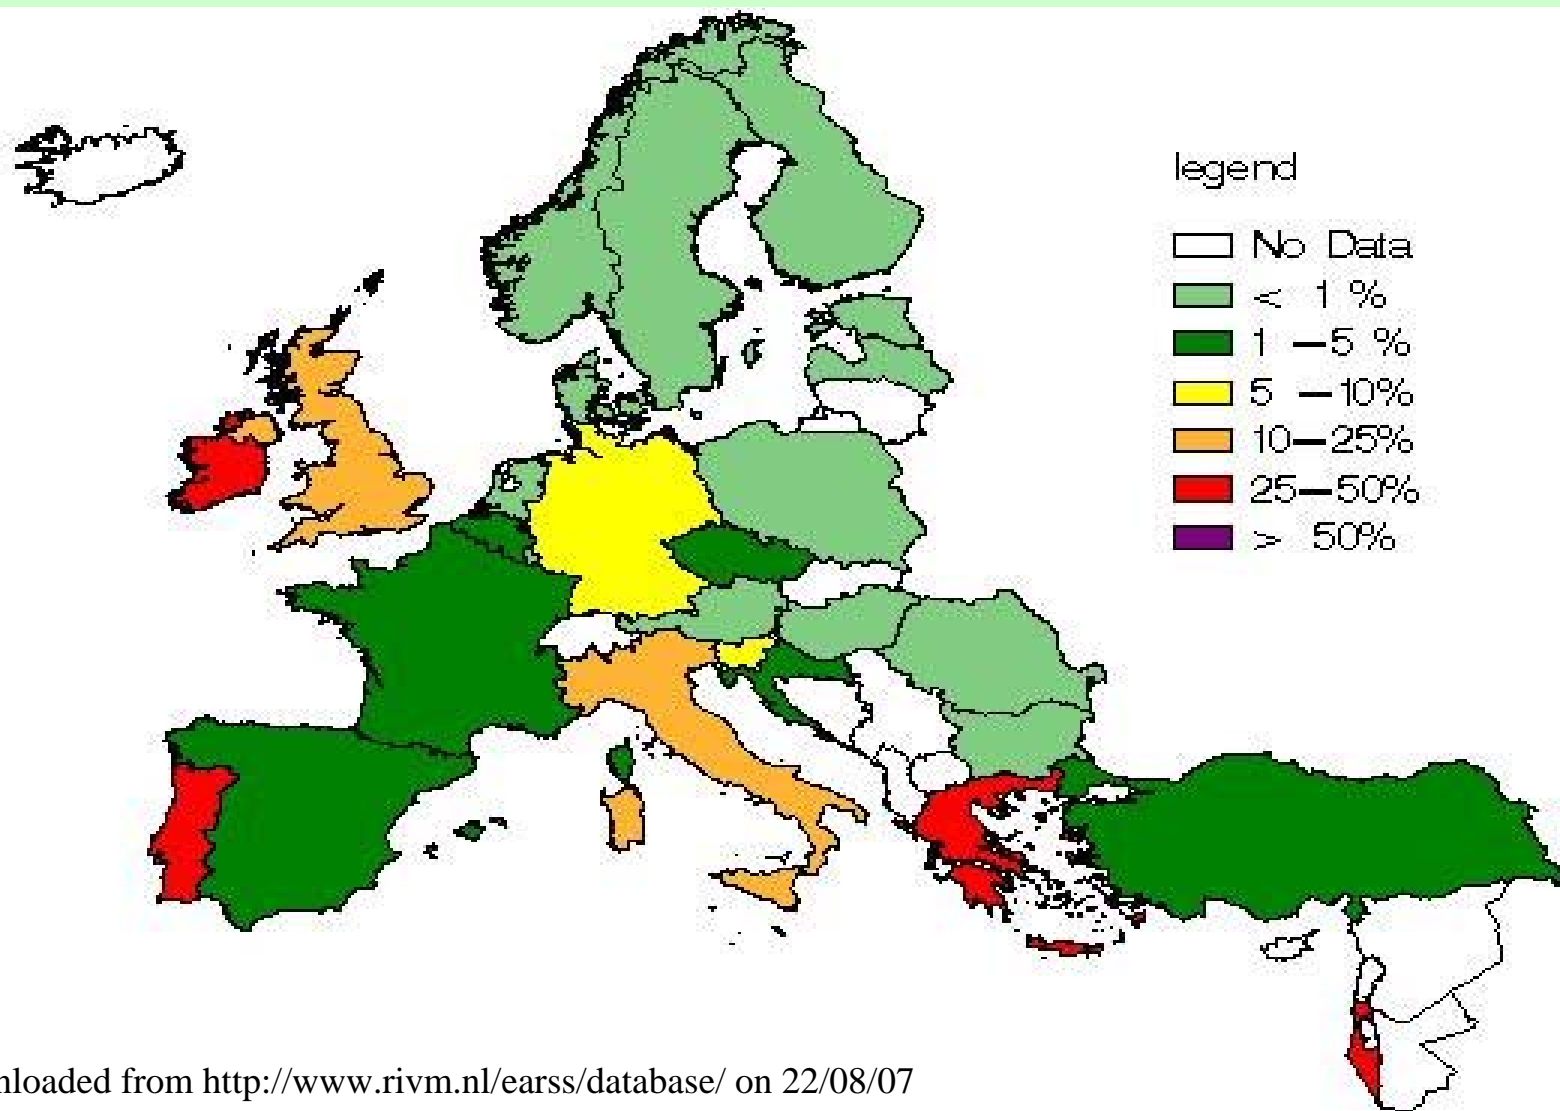 legend
No Data
< 1 %
1 –5 %
5 –10%
10–25%
25–50%
> 50%
nloaded from http://www.rivm.nl/earss/database/ on 22/08/07